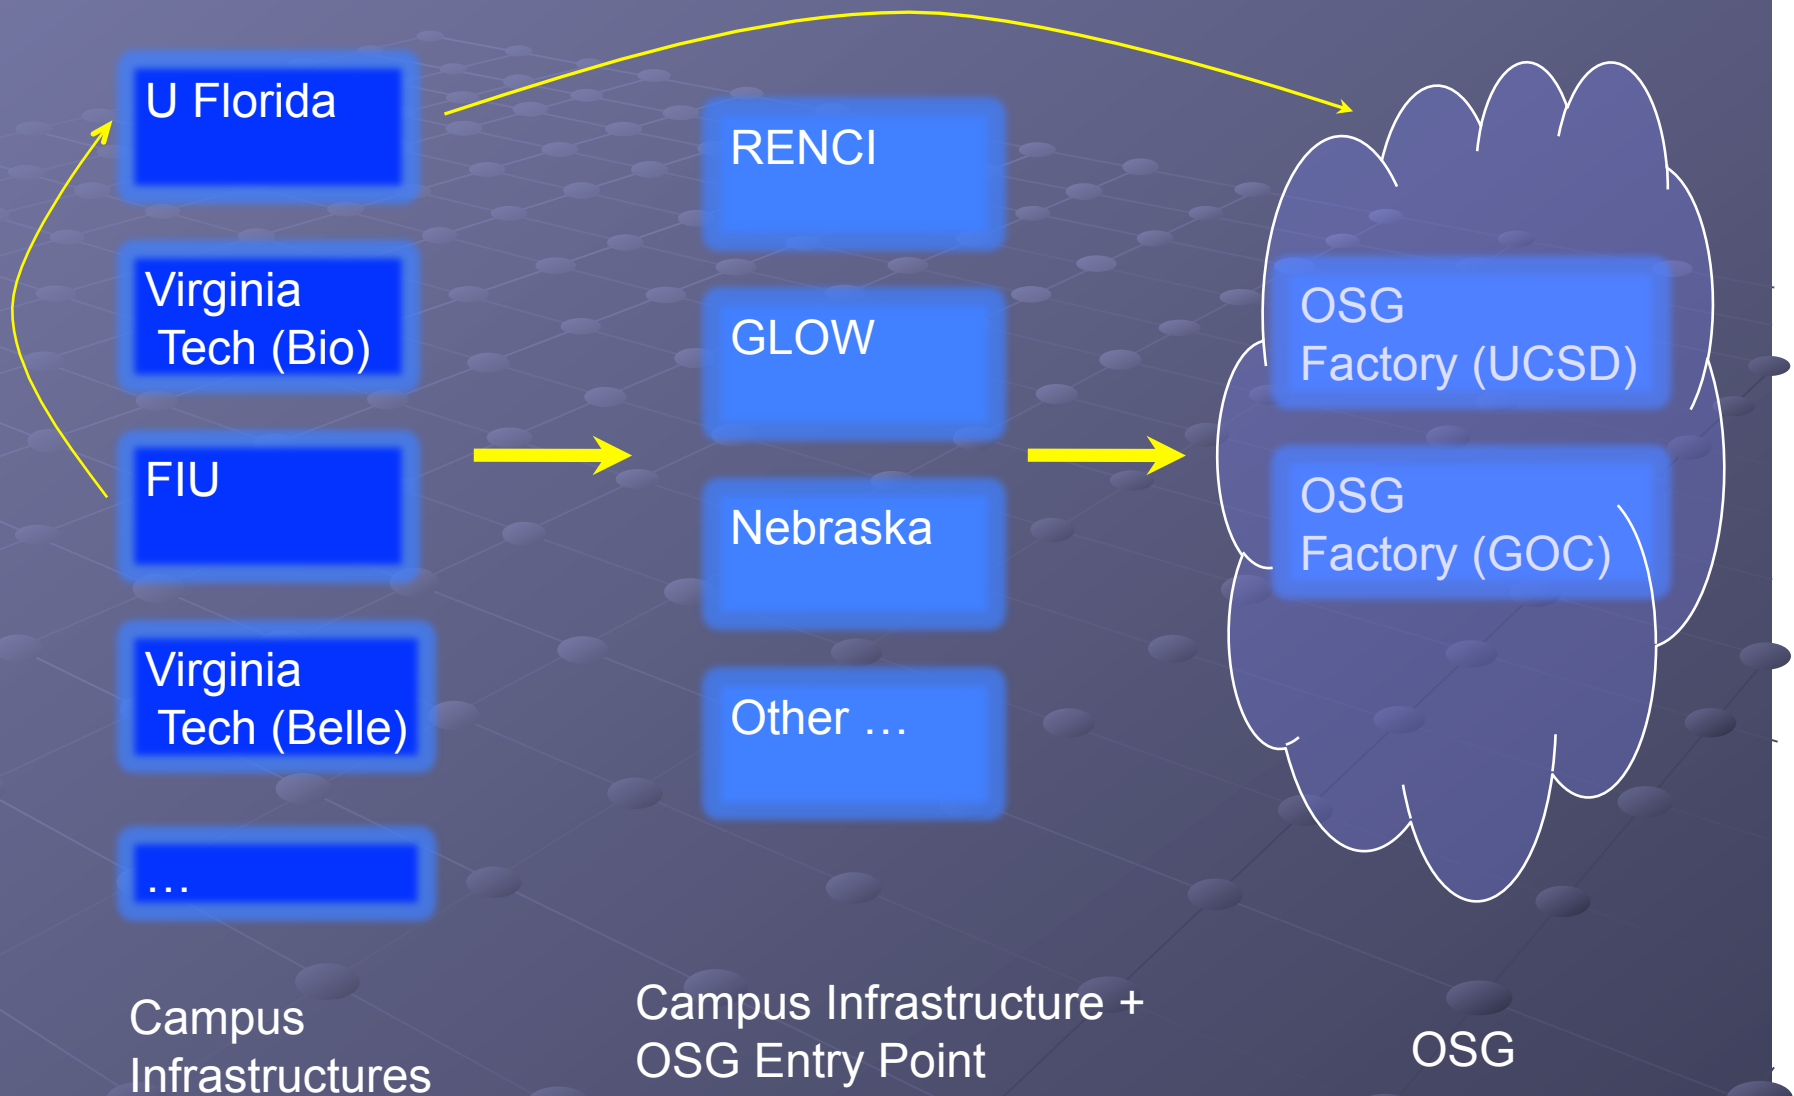 U Florida
Virginia
Tech (Bio)
FIU
Virginia
Tech (Belle)
…
Campus
Infrastructures
RENCI
GLOW
Nebraska
Other …
Campus Infrastructure +
OSG Entry Point
OSG
Factory (UCSD)
OSG
Factory (GOC)
OSG